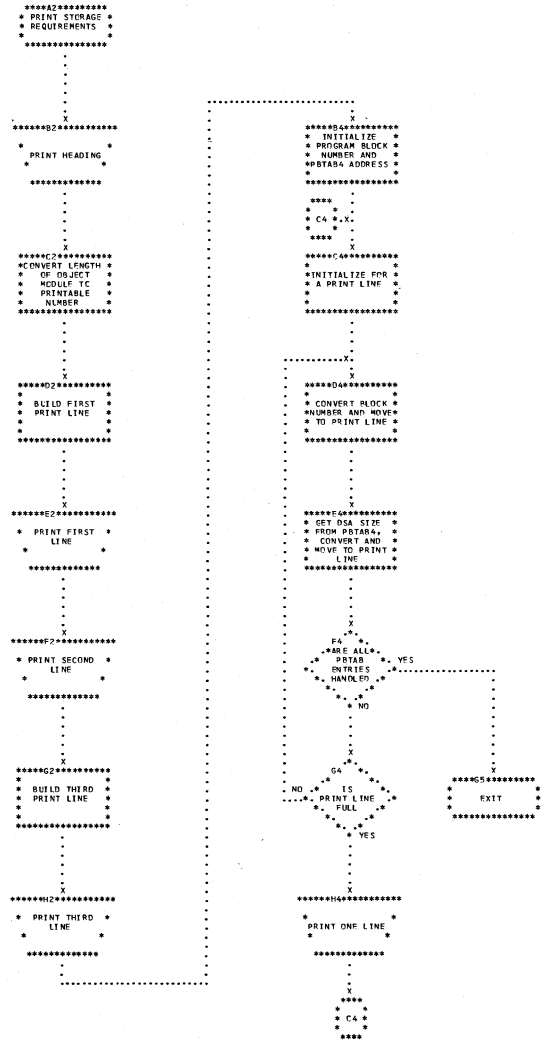 ****A2*********
* PRINT STORAGE *
* REQUIREMENTS *
***************
*****B2**********
PRINT HEADING
*************
*****C2**********
*CONVERT LENGTH *
* OF OBJECT *
* MODULE TO *
* PRINTABLE *
* NUMBER *
*****************
*****D2**********
* BUILD FIRST *
* PRINT LINE *
*****************
*****E2**********
* PRINT FIRST *
* LINE *
*************
*****F2**********
* PRINT SECOND *
* LINE *
*************
*****G2**********
* BUILD THIRD *
* PRINT LINE *
*****************
*****H2**********
* PRINT THIRD *
* LINE *
*************
*****B4**********
* INITIALIZE *
* PROGRAM BLOCK *
* NUMBER AND *
*PBTAB4 ADDRESS *
*****************
****
* C4 *.X.
****
*****C4**********
*INITIALIZE FOR *
* A PRINT LINE *
*****************
*****D4**********
* CONVERT BLOCK *
*NUMBER AND MOVE*
* TO PRINT LINE *
*****************
*****E4**********
* GET DSA SIZE *
* FROM PBTAB4, *
* CONVERT AND *
* MOVE TO PRINT *
* LINE *
*****************
F4
.*ARE ALL*.
PBTAB
YES
ENTRIES
*. HANDLED .*
* NO
G4
NO
IS
PRINT LINE
FULL
* YES
****G5*********
* EXIT *
***************
*****H4**********
PRINT ONE LINE
*************
****
* C4 *
****